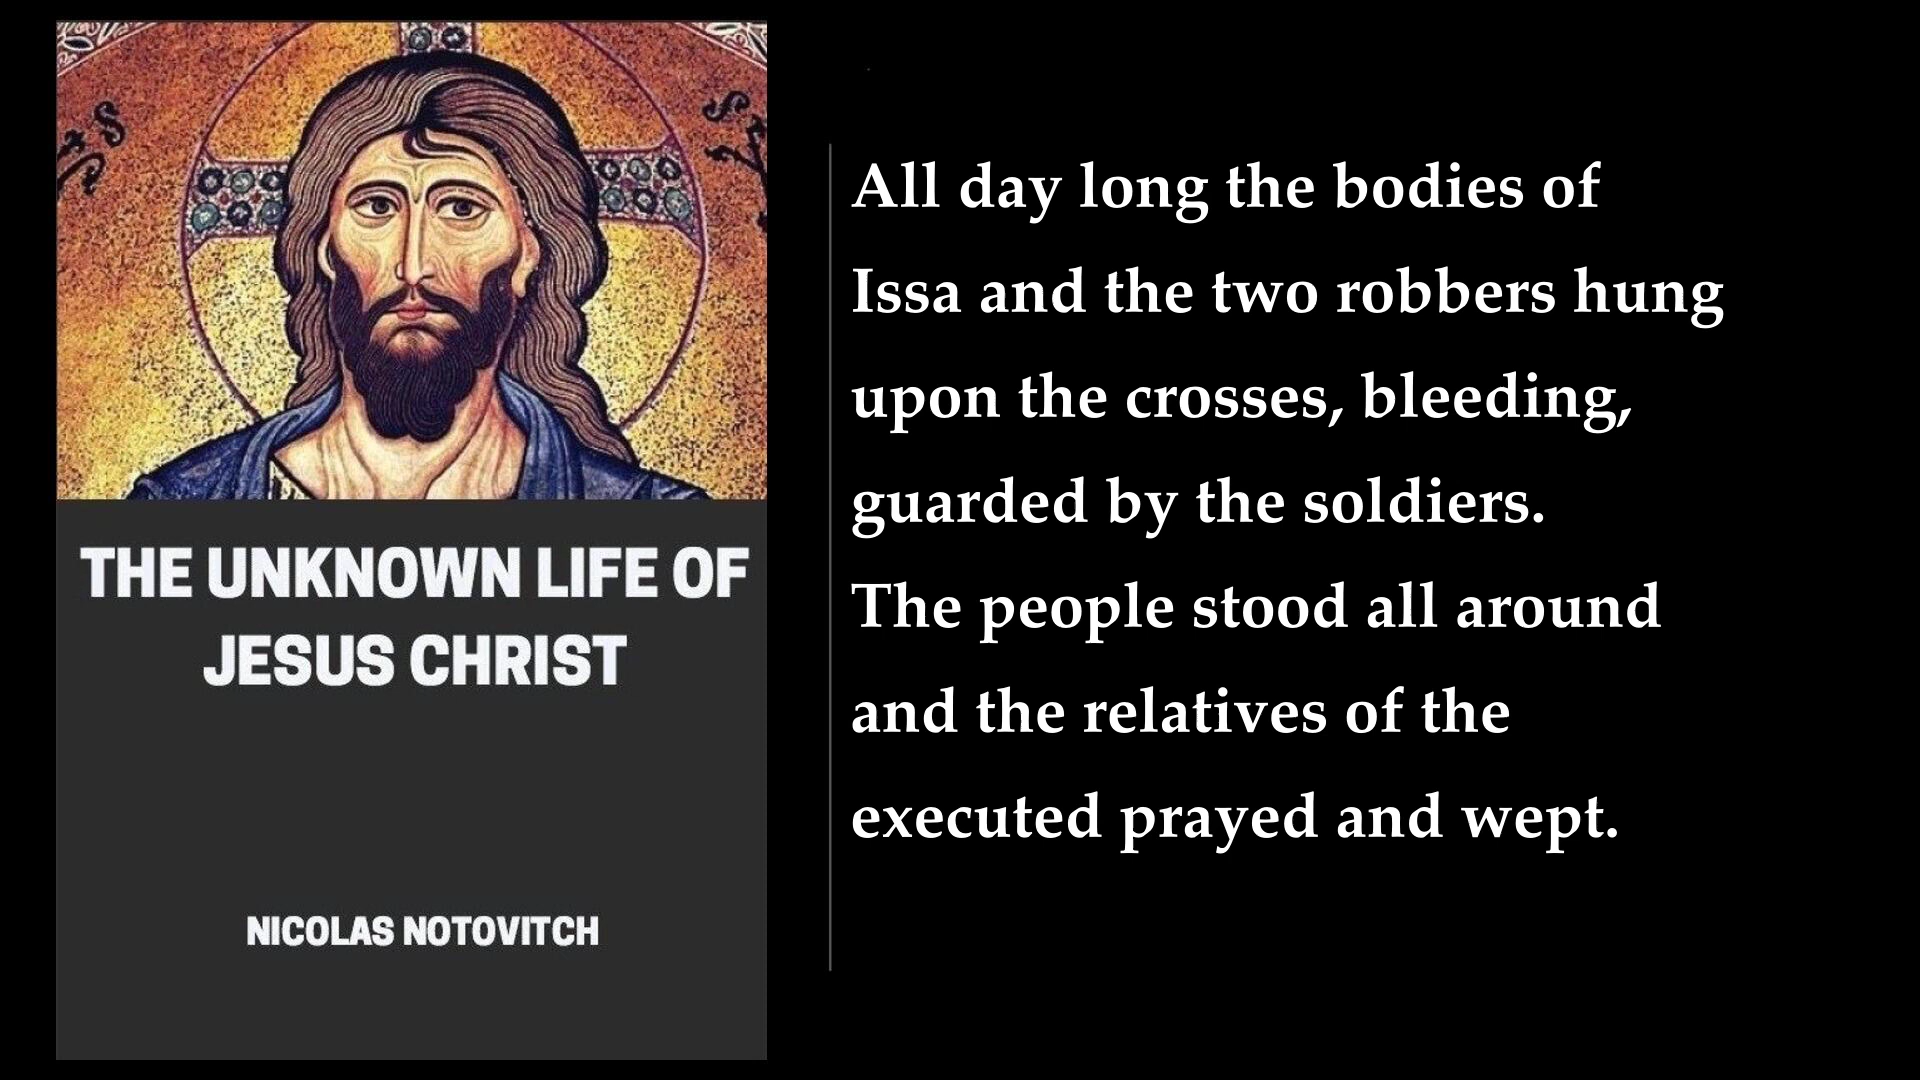 THE UNKNOWN LIFE OF
JESUS CHRIST
NICOLAS NOTOVITCH
All day long the bodies of
Issa and the two robbers hung
upon the crosses, bleeding,
guarded by the soldiers.
The people stood all around
and the relatives of the
executed prayed and wept.